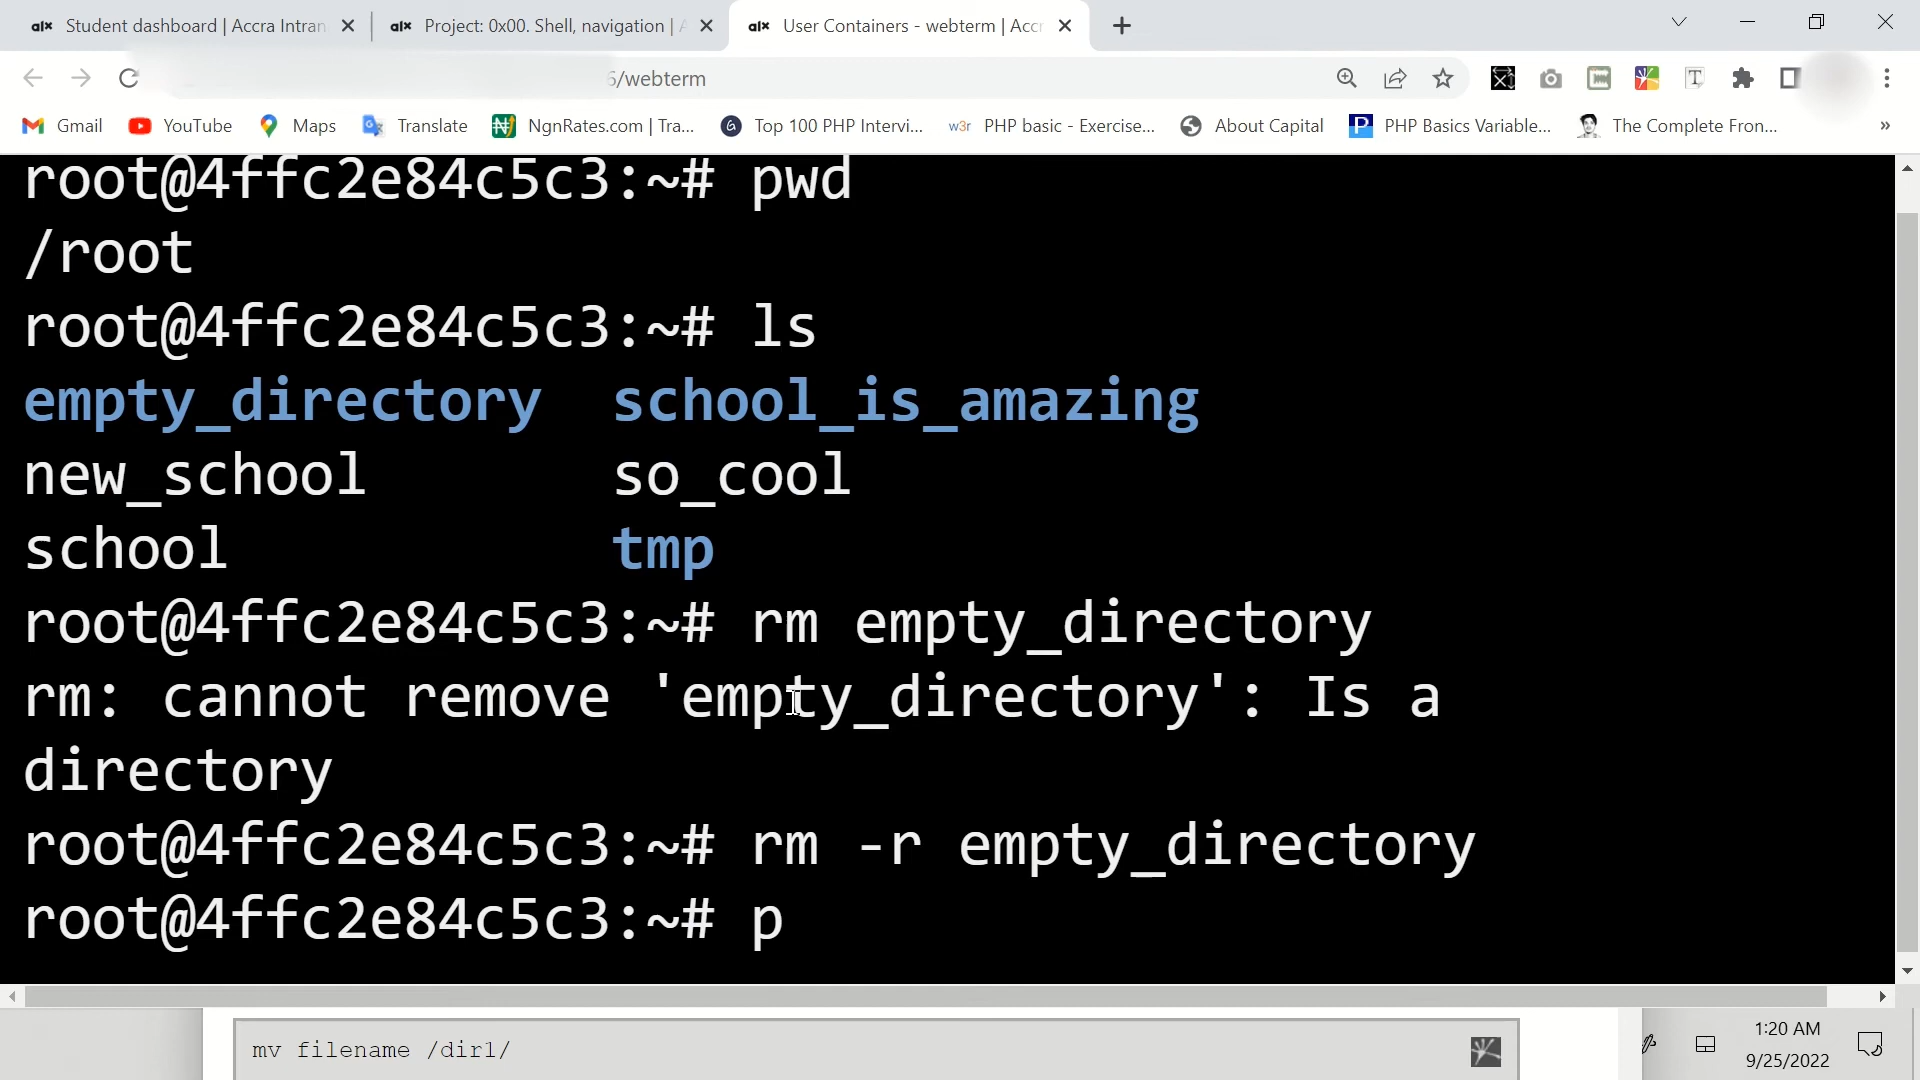 Student dashboard | Accra Intran
Project: 0x00. Shell, navigation |
User Containers - webterm | Accr
6/webterm
Gmail
YouTube
Maps
Translate
NgnRates.com | Tra...
Top 100 PHP Intervi...
w3r
PHP basic - Exercise...
About Capital
PHP Basics Variable...
The Complete Fron...
»
root@4ffc2e84c5c3:~# pwd
/root
root@4ffc2e84c5c3:~# ls
empty_directory school_is_amazing
new_school so_cool
school tmp
root@4ffc2e84c5c3:~# rm empty_directory
rm: cannot remove 'empty_directory': Is a
directory
root@4ffc2e84c5c3:~# rm -r empty_directory
root@4ffc2e84c5c3:~# p
mv filename /dir1/
1:20 AM
9/25/2022